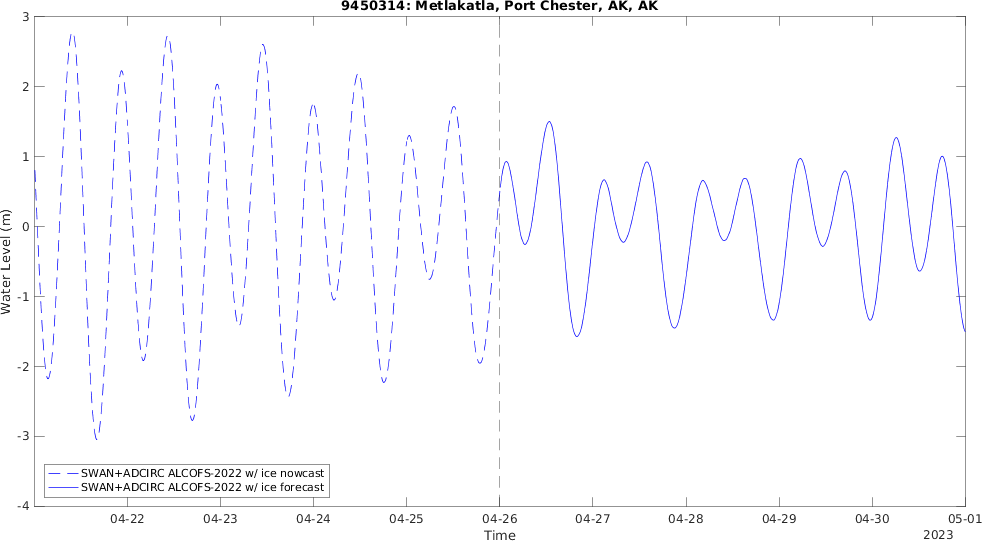 9450314: Metlakatla, Port Chester, AK, AK
3
2
1
0
-1
-2
-3
-4
Water Level (m)
SWAN+ADCIRC ALCOFS-2022 w/ ice nowcast
SWAN+ADCIRC ALCOFS-2022 w/ ice forecast
04-22 04-23 04-24 04-25 04-26 04-27 04-28 04-29 04-30 05-01
Time
2023